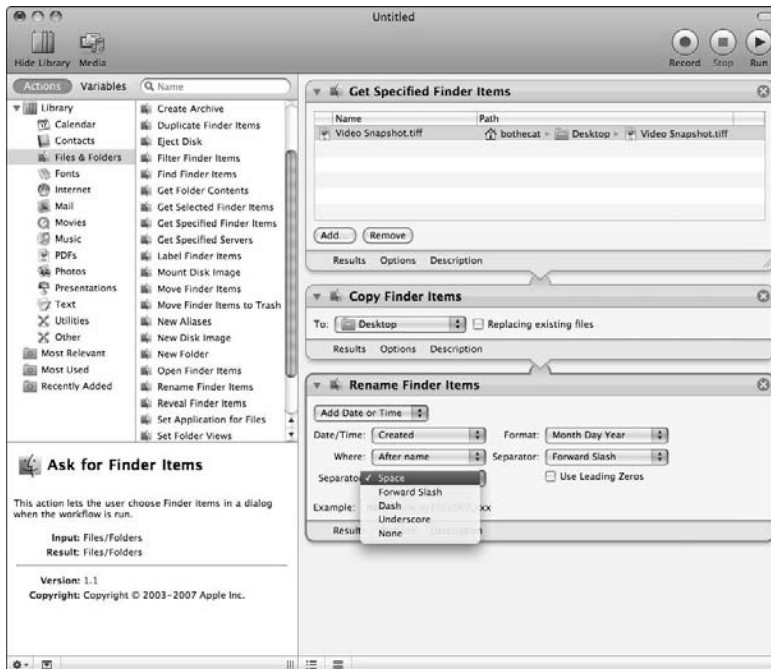 Untitled
Hide Library Media
Record Stop Run
Actions Variables
Name
Library
Calendar
Contacts
Files & Folders
Fonts
Internet
Mail
Movies
Music
PDFs
Photos
Presentations
Text
Utilities
Other
Most Relevant
Most Used
Recently Added
Create Archive
Duplicate Finder Items
Eject Disk
Filter Finder Items
Find Finder Items
Get Folder Contents
Get Selected Finder Items
Get Specified Finder Items
Get Specified Servers
Label Finder Items
Mount Disk Image
Move Finder Items
Move Finder Items to Trash
New Aliases
New Disk Image
New Folder
Open Finder Items
Rename Finder Items
Reveal Finder Items
Set Application for Files
Set Folder Views
Ask for Finder Items
This action lets the user choose Finder items in a dialog
when the workflow is run.
Input: Files/Folders
Result: Files/Folders
Version: 1.1
Copyright: Copyright © 2003-2007 Apple Inc.
Get Specified Finder Items
Name Path
Video Snapshot.tiff bothecat Desktop Video Snapshot.tiff
Add... Remove
Results Options Description
Copy Finder Items
To: Desktop Replacing existing files
Results Options Description
Rename Finder Items
Add Date or Time
Date/Time: Created Format: Month Day Year
Where: After name Separator: Forward Slash
Separato Space Use Leading Zeros
Forward Slash
Example: Dash xxx
Underscore
Result None